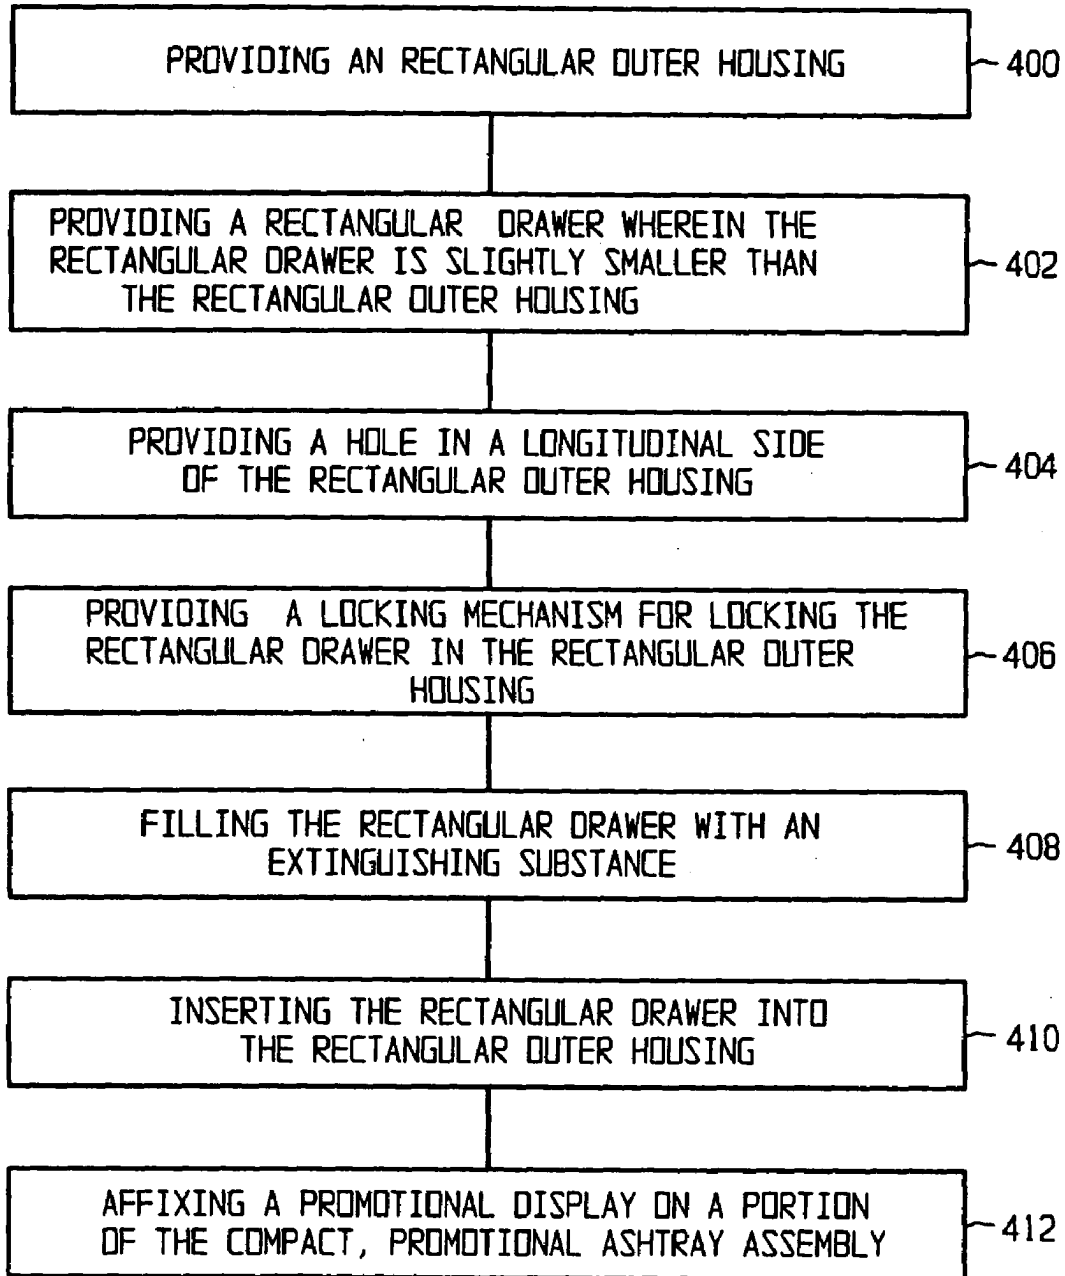 PROVIDING AN RECTANGULAR OUTER HOUSING
400
PROVIDING A RECTANGULAR DRAWER WHEREIN THE
RECTANGULAR DRAWER IS SLIGHTLY SMALLER THAN
THE RECTANGULAR OUTER HOUSING
402
PROVIDING A HOLE IN A LONGITUDINAL SIDE
OF THE RECTANGULAR OUTER HOUSING
404
PROVIDING A LOCKING MECHANISM FOR LOCKING THE
RECTANGULAR DRAWER IN THE RECTANGULAR OUTER
HOUSING
406
FILLING THE RECTANGULAR DRAWER WITH AN
EXTINGUISHING SUBSTANCE
408
INSERTING THE RECTANGULAR DRAWER INTO
THE RECTANGULAR OUTER HOUSING
410
AFFIXING A PROMOTIONAL DISPLAY ON A PORTION
OF THE COMPACT, PROMOTIONAL ASHTRAY ASSEMBLY
412